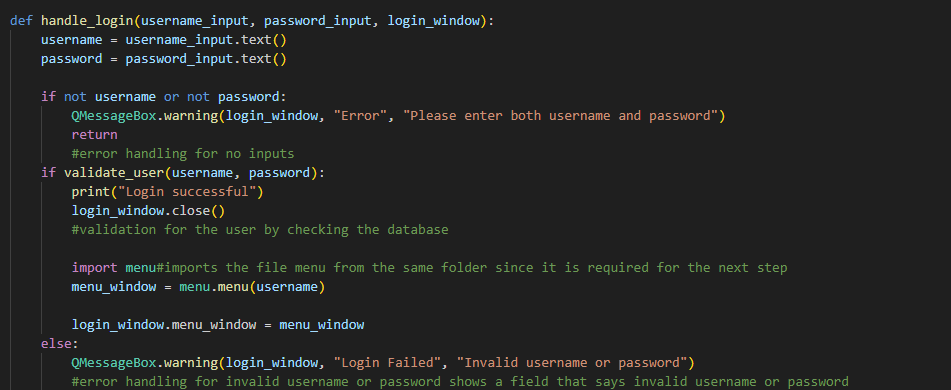 def handle_login(username_input, password_input, login_window):
    username = username_input.text()
    password = password_input.text()

    if not username or not password:
        QMessageBox.warning(login_window, "Error", "Please enter both username and password")
        return
        #error handling for no inputs
    if validate_user(username, password):
        print("Login successful")
        login_window.close()
        #validation for the user by checking the database

        import menu#imports the file menu from the same folder since it is required for the next step
        menu_window = menu.menu(username)

        login_window.menu_window = menu_window
    else:
        QMessageBox.warning(login_window, "Login Failed", "Invalid username or password")
        #error handling for invalid username or password shows a field that says invalid username or password